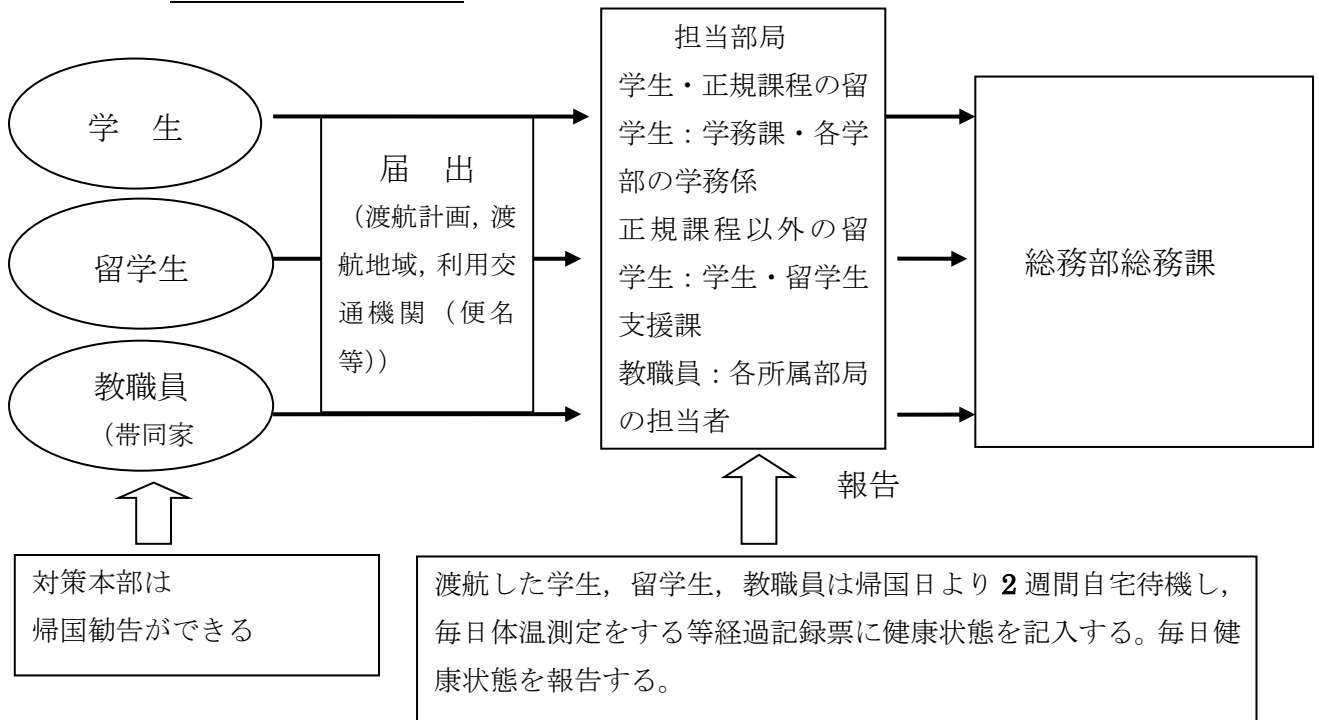 学　生
留学生
教職員
（帯同家
届　出
（渡航計画，渡
航地域，利用交
通機関（便名
等））
担当部局
学生・正規課程の留
学生：学務課・各学
部の学務係
正規課程以外の留
学生：学生・留学生
支援課
教職員：各所属部局
の担当者
総務部総務課
報告
対策本部は
帰国勧告ができる
渡航した学生，留学生，教職員は帰国日より 2 週間自宅待機し，
毎日体温測定をする等経過記録票に健康状態を記入する。毎日健
康状態を報告する。